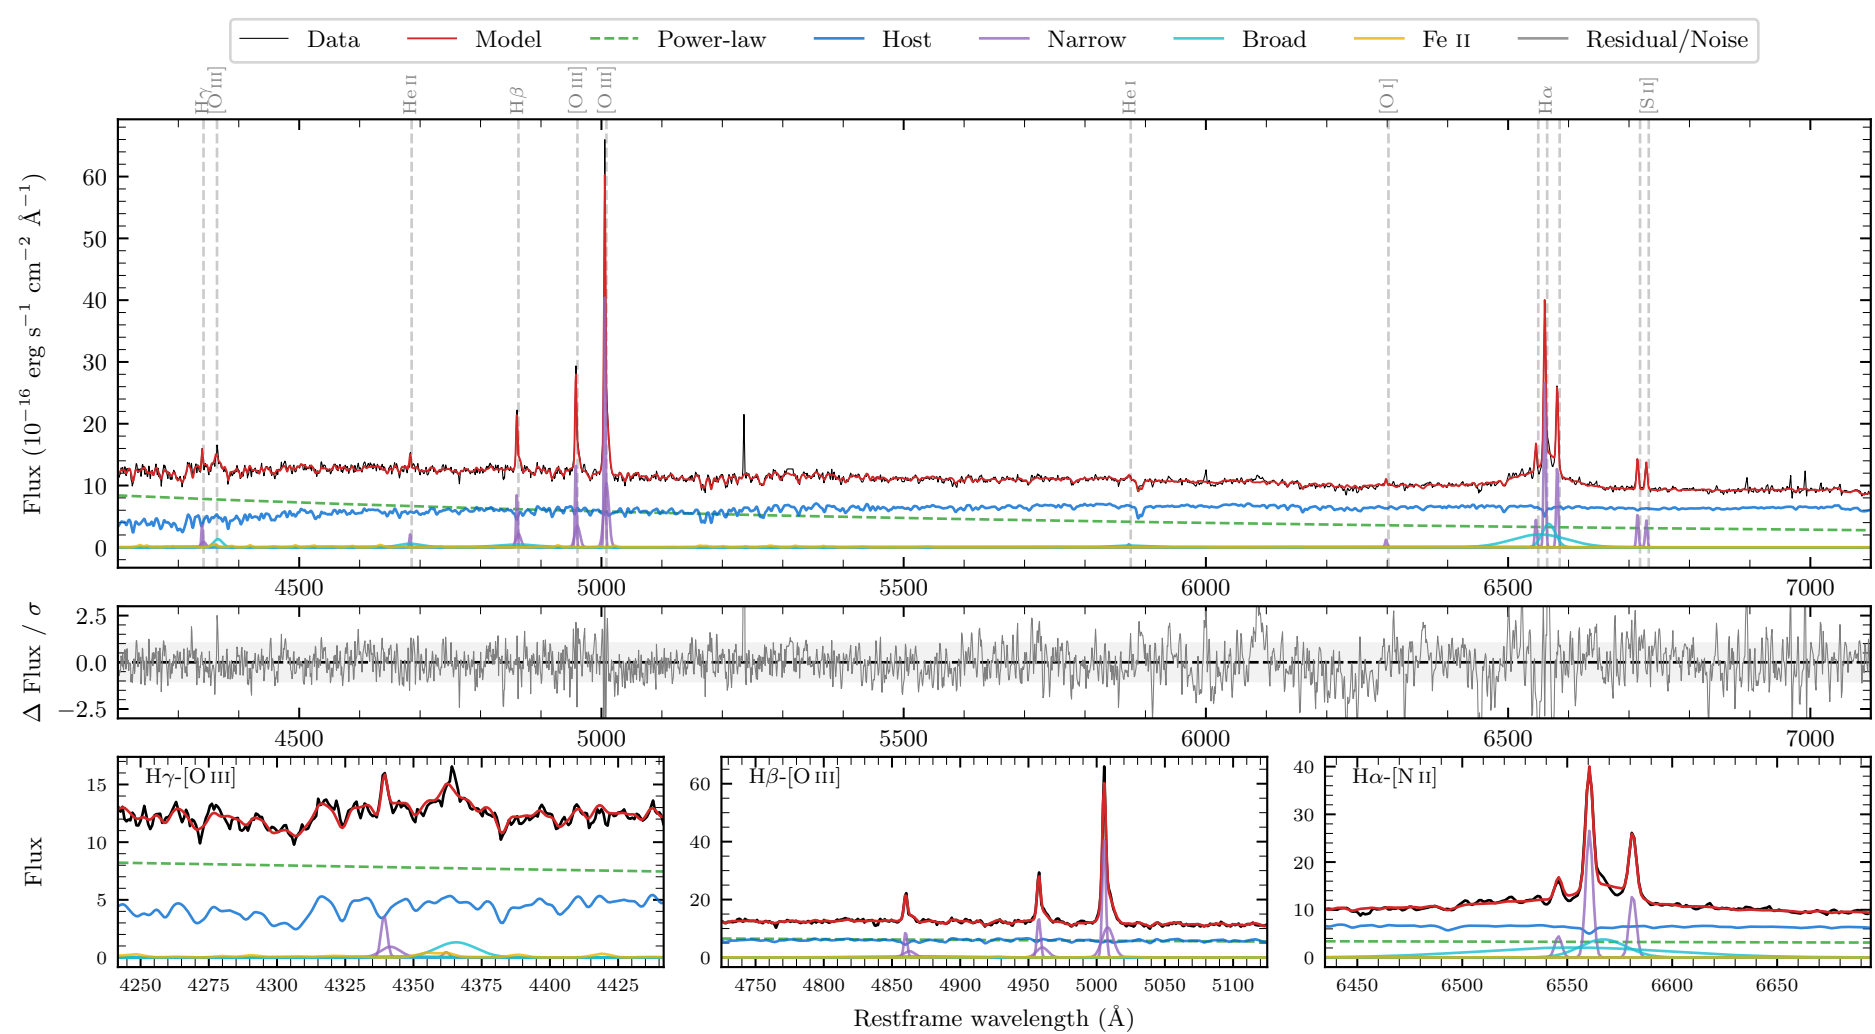 Data Model Power-law Host Narrow Broad Fe II Residual/Noise
Hγ [O III] He II Hβ [O III] [O III] He I [O I] Hα [S II]
Flux (10⁻¹⁶ erg s⁻¹ cm⁻² Å⁻¹)
60
50
40
30
20
10
0
4500 5000 5500 6000 6500 7000
Δ Flux / σ
2.5
0.0
−2.5
4500 5000 5500 6000 6500 7000
Flux
Hγ-[O III]
15
10
5
0
4250 4275 4300 4325 4350 4375 4400 4425
Hβ-[O III]
60
40
20
0
4750 4800 4850 4900 4950 5000 5050 5100
Hα-[N II]
40
30
20
10
0
6450 6500 6550 6600 6650
Restframe wavelength (Å)